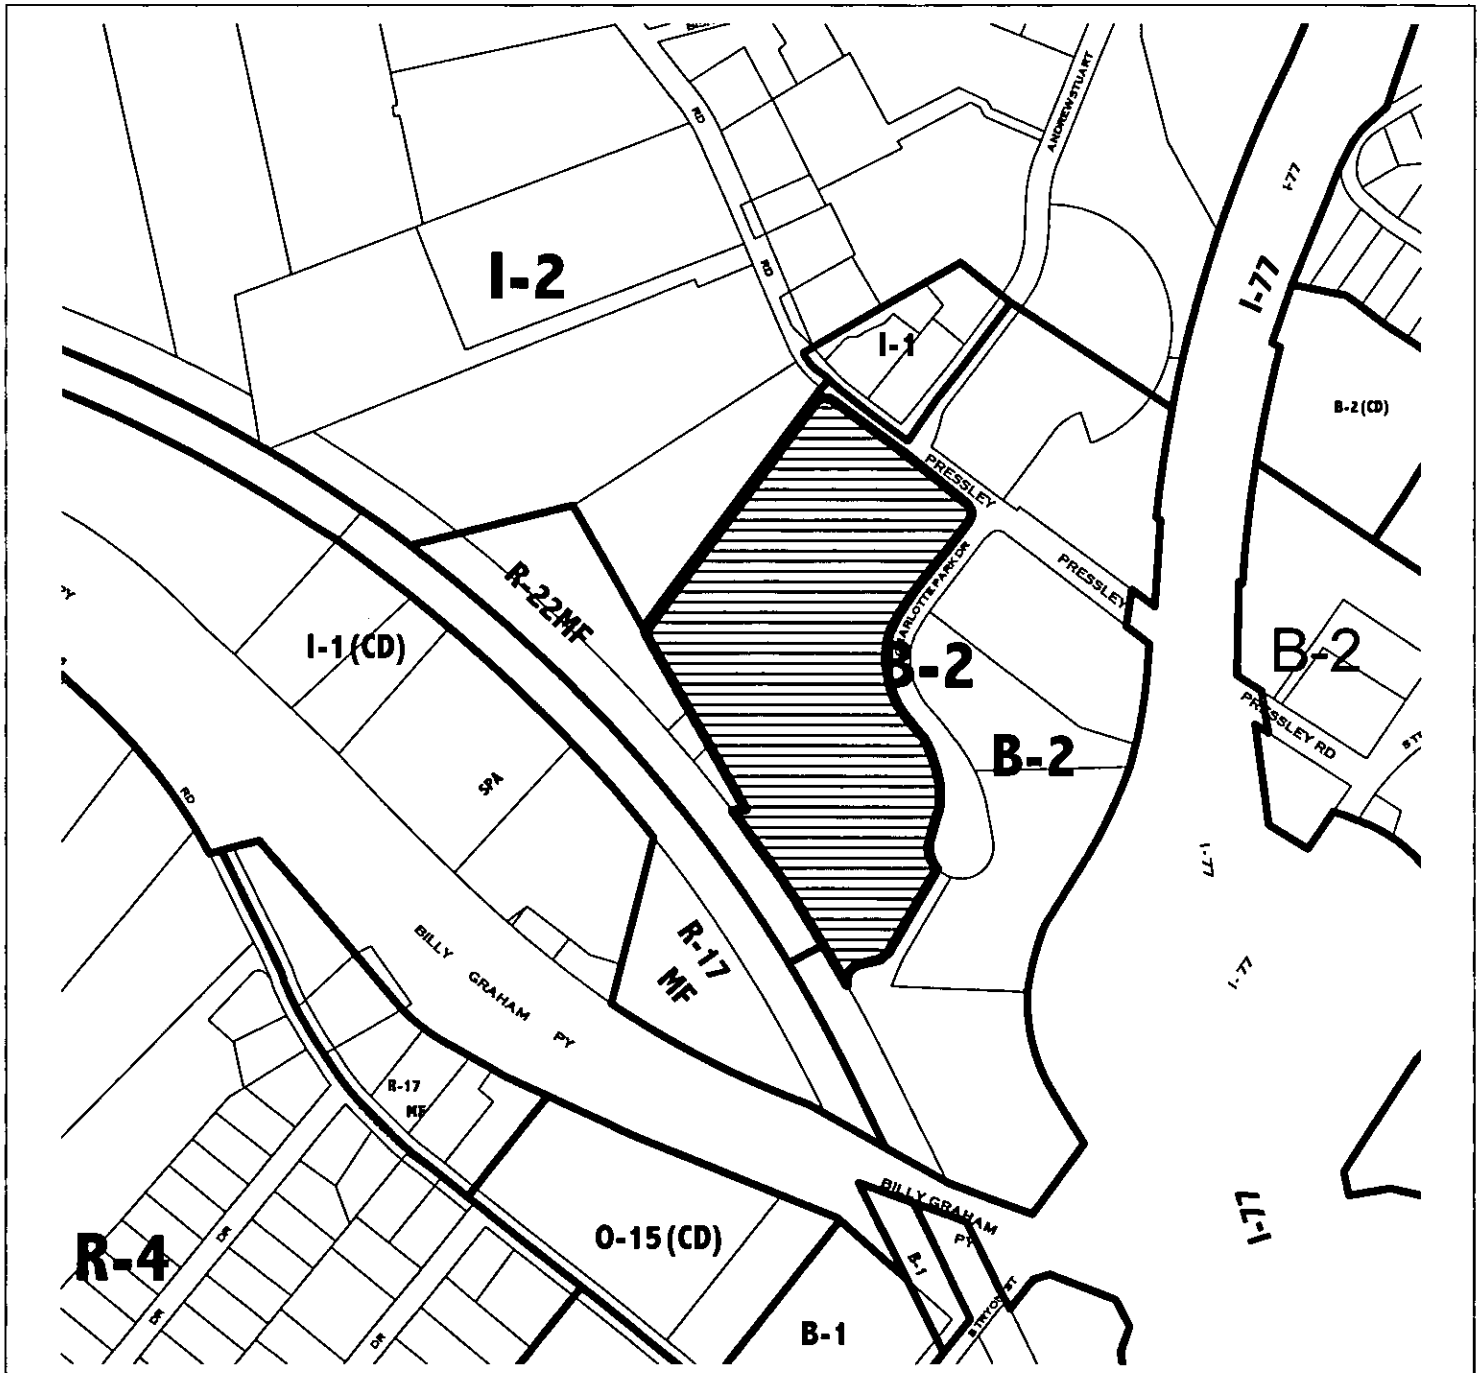 RD
ANDREW STUART
I-77
RD
I-2
I-77
I-1
B-2(CD)
PRESSLEY
CHARLOTTE PARK DR
PRESSLEY
R-22MF
PY
I-1(CD)
B-2
B-2
PRESSLEY RD
B-2
SPA
RD
I-77
R-17
MF
BILLY GRAHAM PY
I-77
R-17
MF
BILLY GRAHAM
PY
I-77
R-4
DR
O-15(CD)
B-1
S TRYON ST
DR
DR
B-1